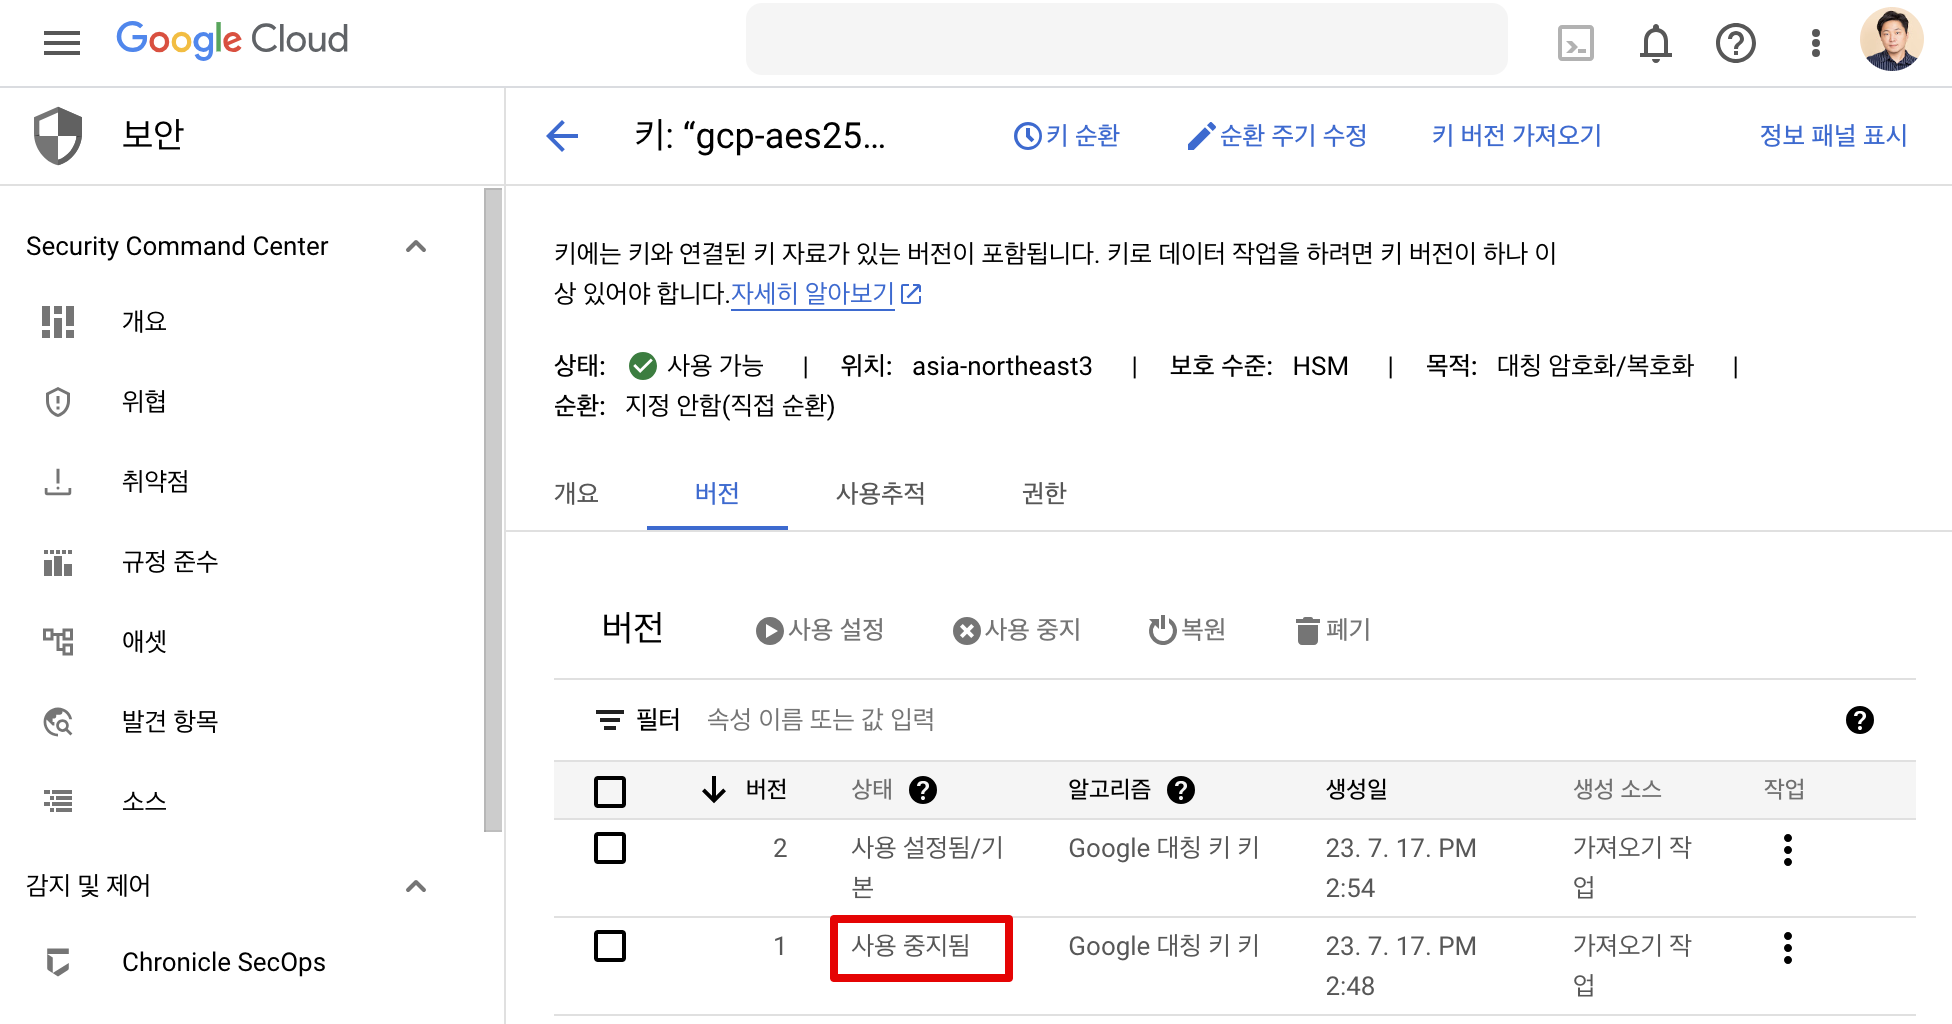 Google Cloud
보안
키: “gcp-aes25...
키 순환
순환 주기 수정
키 버전 가져오기
정보 패널 표시
Security Command Center
개요
위협
취약점
규정 준수
애셋
발견 항목
소스
감지 및 제어
Chronicle SecOps
키에는 키와 연결된 키 자료가 있는 버전이 포함됩니다. 키로 데이터 작업을 하려면 키 버전이 하나 이
상 있어야 합니다.자세히 알아보기
상태: 사용 가능 | 위치: asia-northeast3 | 보호 수준: HSM | 목적: 대칭 암호화/복호화 |
순환: 지정 안함(직접 순환)
개요 버전 사용추적 권한
버전 사용 설정 사용 중지 복원 폐기
필터 속성 이름 또는 값 입력
버전 상태 알고리즘 생성일 생성 소스 작업
2 사용 설정됨/기 Google 대칭 키 키 23. 7. 17. PM 가져오기 작
본 2:54 업
1 사용 중지됨 Google 대칭 키 키 23. 7. 17. PM 가져오기 작
2:48 업